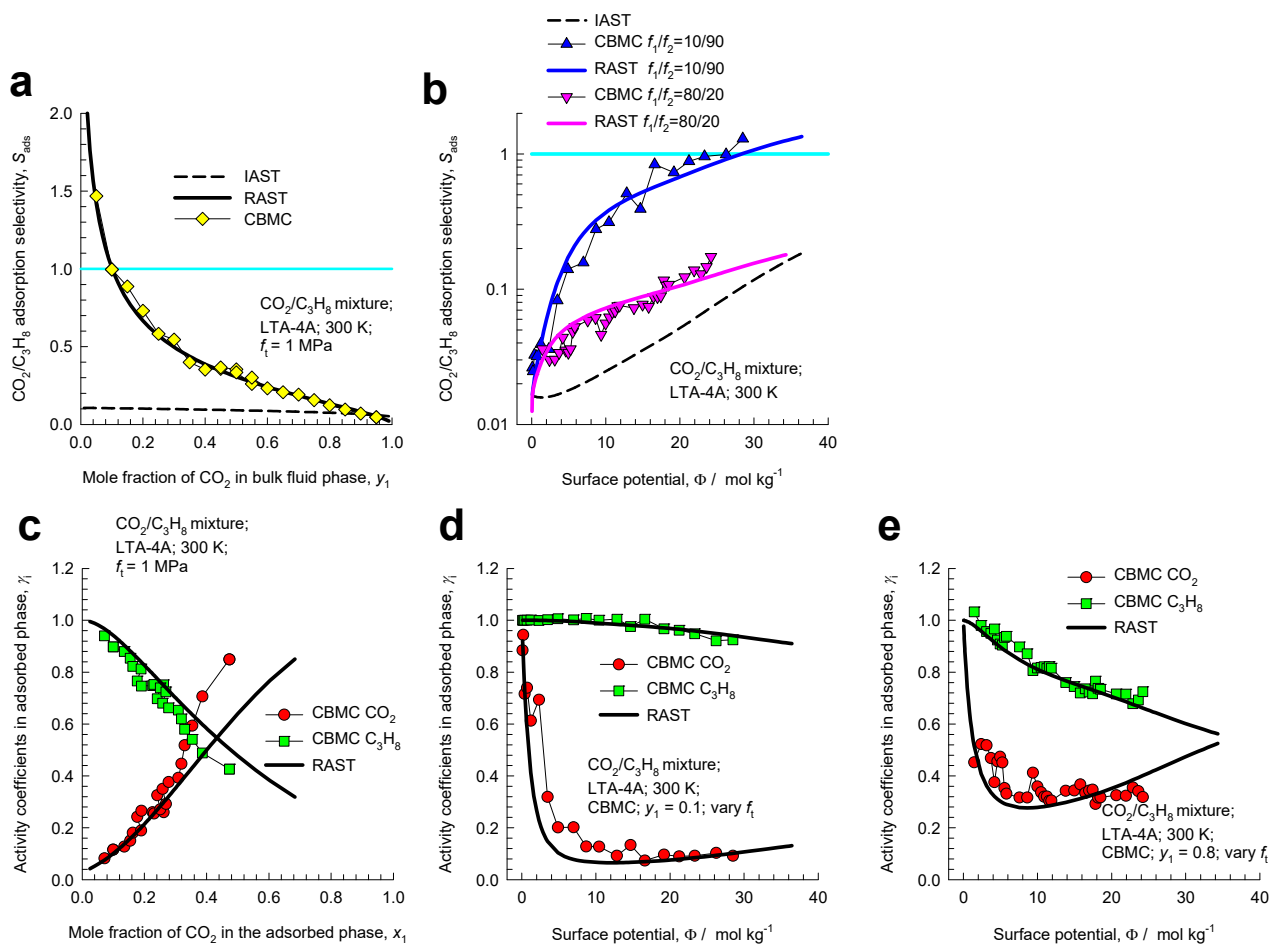 a
CO2/C3H8 adsorption selectivity, Sads
2.0
1.5
1.0
0.5
0.0
0.0 0.2 0.4 0.6 0.8 1.0
Mole fraction of CO2 in bulk fluid phase, y1
IAST
RAST
CBMC
CO2/C3H8 mixture;
LTA-4A; 300 K;
ft = 1 MPa
b
IAST
CBMC f1/f2=10/90
RAST f1/f2=10/90
CBMC f1/f2=80/20
RAST f1/f2=80/20
CO2/C3H8 adsorption selectivity, Sads
1
0.1
0.01
0 10 20 30 40
Surface potential, Φ / mol kg-1
CO2/C3H8 mixture;
LTA-4A; 300 K
c
CO2/C3H8 mixture;
LTA-4A; 300 K;
ft = 1 MPa
Activity coefficients in adsorbed phase, γi
1.2
1.0
0.8
0.6
0.4
0.2
0.0
0.0 0.2 0.4 0.6 0.8 1.0
Mole fraction of CO2 in the adsorbed phase, x1
CBMC CO2
CBMC C3H8
RAST
d
Activity coefficients in adsorbed phase, γi
1.2
1.0
0.8
0.6
0.4
0.2
0.0
0 10 20 30 40
Surface potential, Φ / mol kg-1
CBMC CO2
CBMC C3H8
RAST
CO2/C3H8 mixture;
LTA-4A; 300 K;
CBMC; y1 = 0.1; vary ft
e
Activity coefficients in adsorbed phase, γi
1.2
1.0
0.8
0.6
0.4
0.2
0.0
0 10 20 30 40
Surface potential, Φ / mol kg-1
CBMC CO2
CBMC C3H8
RAST
CO2/C3H8 mixture;
LTA-4A; 300 K;
CBMC; y1 = 0.8; vary ft